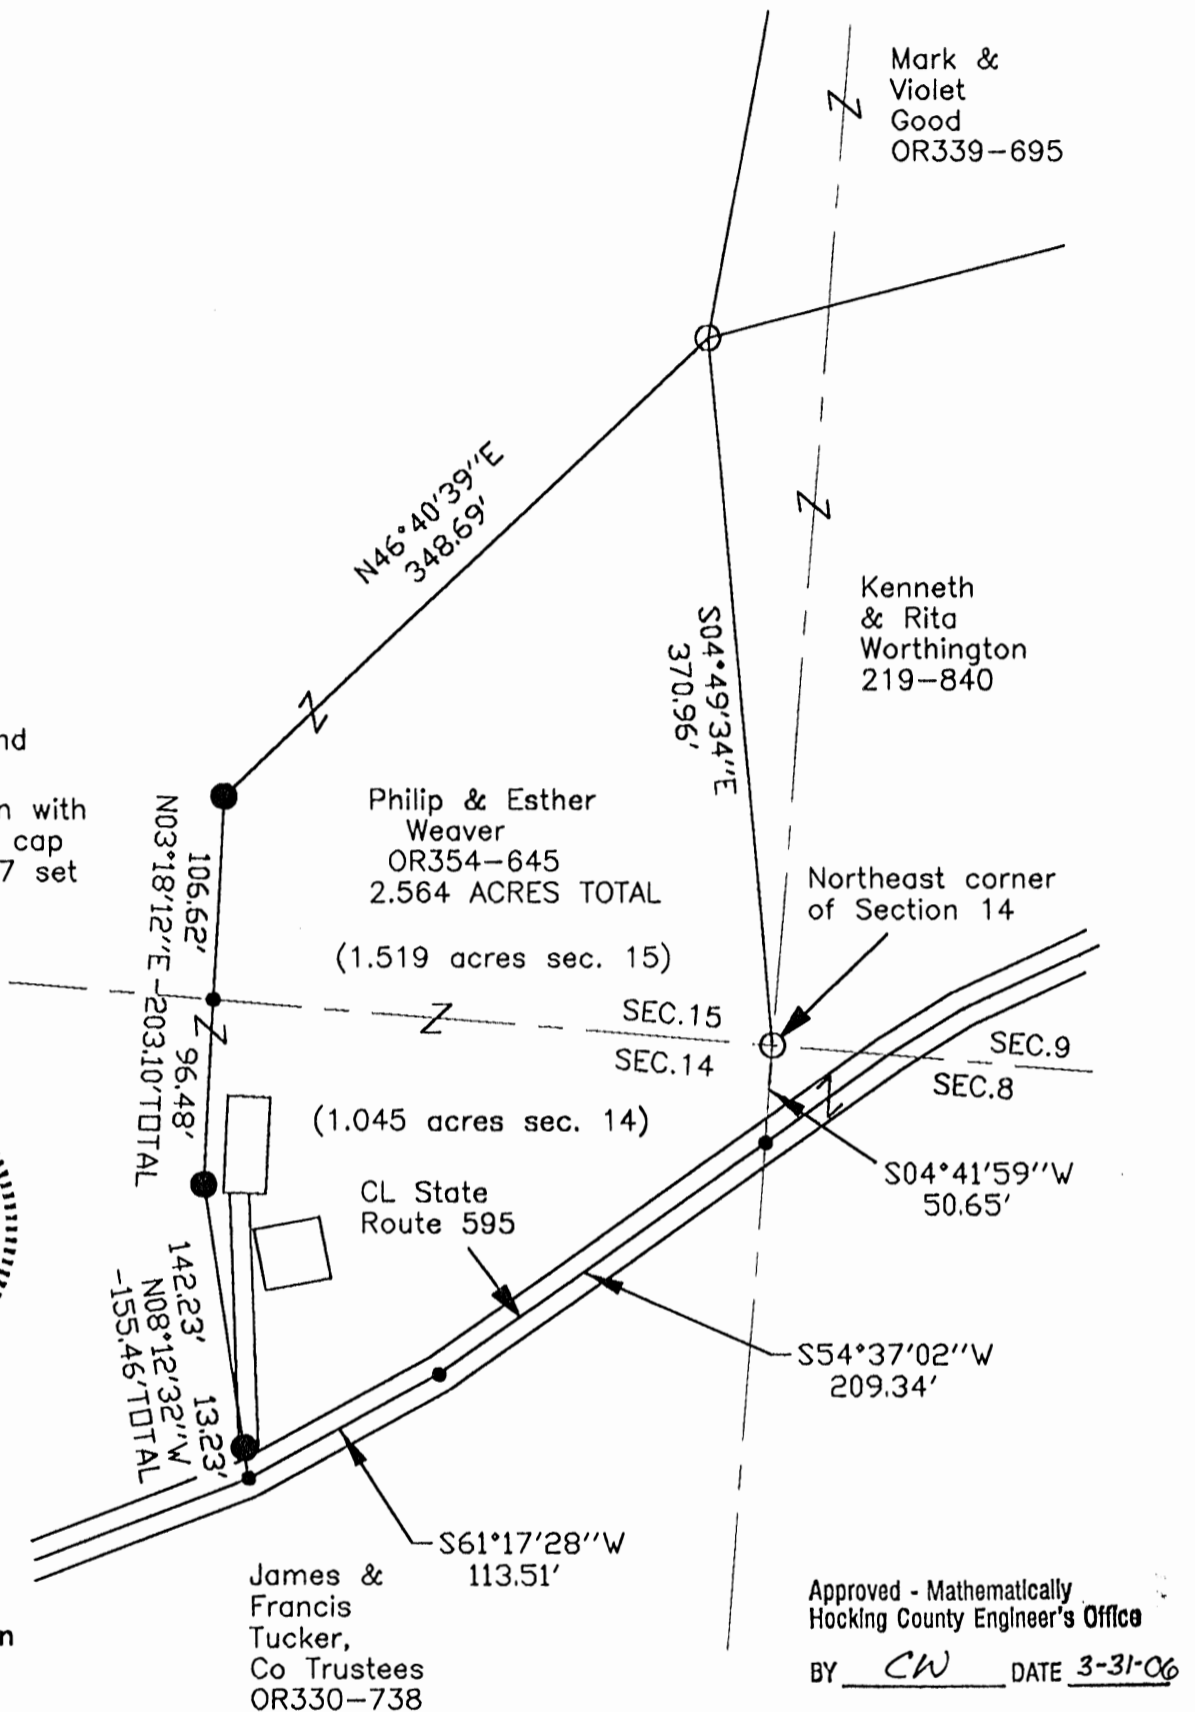 Mark &
Violet
Good
OR339-695
N46°40'39"E
348.69'
S04°49'34"E
370.96'
Kenneth
& Rita
Worthington
219-840
with
cap
7 set
106.62'
N03°18'12"E-203.10'TOTAL
96.48'
Philip & Esther
Weaver
OR354-645
2.564 ACRES TOTAL
(1.519 acres sec. 15)
Northeast corner
of Section 14
SEC.15
SEC.14
SEC.9
SEC.8
(1.045 acres sec. 14)
CL State
Route 595
S04°41'59"W
50.65'
142.23'
13.23'
N08°12'32"W
-155.46'TOTAL
S54°37'02"W
209.34'
S61°17'28"W
113.51'
James &
Francis
Tucker,
Co Trustees
OR330-738
Approved - Mathematically
Hocking County Engineer's Office
BY CW DATE 3-31-06